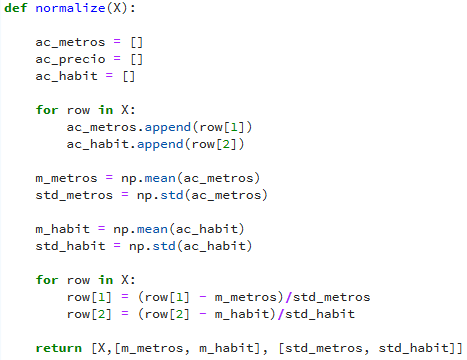 def normalize(X):
    ac_metros = []
    ac_precio = []
    ac_habit = []
    for row in X:
        ac_metros.append(row[1])
        ac_habit.append(row[2])
    m_metros = np.mean(ac_metros)
    std_metros = np.std(ac_metros)
    m_habit = np.mean(ac_habit)
    std_habit = np.std(ac_habit)
    for row in X:
        row[1] = (row[1] - m_metros)/std_metros
        row[2] = (row[2] - m_habit)/std_habit
    return [X,[m_metros, m_habit], [std_metros, std_habit]]